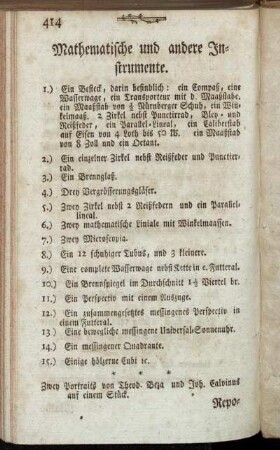 414
Mathematische und andere In-
strumente.
1.) Ein Besteck, darin befindlich: ein Compaß, eine
Wasserwage, ein Transporteur mit d. Maaßstabe,
ein Maaßstab von ½ Nürnberger Schuh, ein Win-
kelmaaß. 2 Zirkel nebst Punctirrad, Bley- und
Reißfeder, ein Parallel-Lineal, ein Caliberstab
auf Eisen von 4 Loth bis 50 W. ein Maaßstab
von 8 Zoll und ein Octant.
2.) Ein einzelner Zirkel nebst Reißfeder und Punctier-
rad.
3.) Ein Brennglaß.
4.) Drey Vergrösserungsgläser.
5.) Zwey Zirkel nebst 2 Reißfedern und ein Parallel-
lineal.
6.) Zwey mathematische Liniale mit Winkelmaassen.
7.) Zwey Microscopia.
8.) Ein 12 schuhiger Tubus, und 3 kleinere.
9.) Eine complete Wasserwage nebst Kette in e. Futteral.
10.) Ein Brennspiegel im Durchschnitt 1¼ Viertel br.
11.) Ein Perspectiv mit einem Auszuge.
12.) Ein zusammengesetztes messingenes Perspectiv in
einem Futteral.
13.) Eine bewegliche messingene Universal-Sonnenuhr.
14.) Ein messingener Quadrante.
15.) Einige hölzerne Cubi ꝛc.
* * *
Zwey Portraits von Theod. Beza und Joh. Calvinus
auf einem Stück.
Repo-